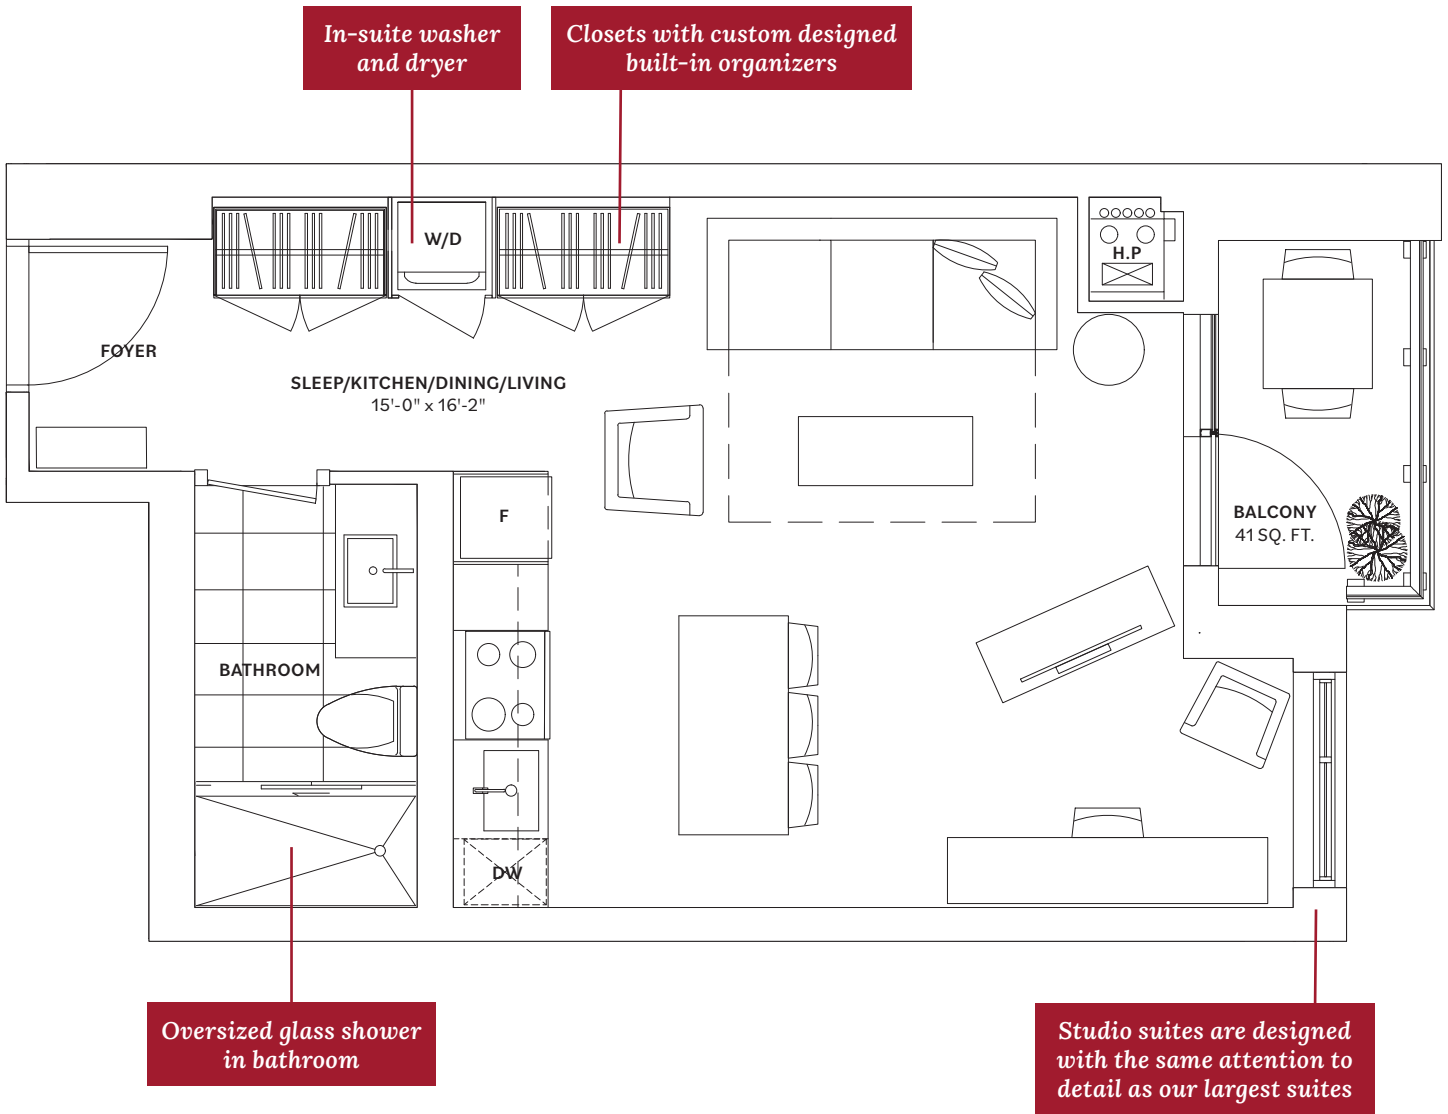 In-suite washer
and dryer
Closets with custom designed
built-in organizers
W/D
H.P
FOYER
SLEEP/KITCHEN/DINING/LIVING
15'-0" x 16'-2"
F
BALCONY
41 SQ. FT.
BATHROOM
DW
Oversized glass shower
in bathroom
Studio suites are designed
with the same attention to
detail as our largest suites